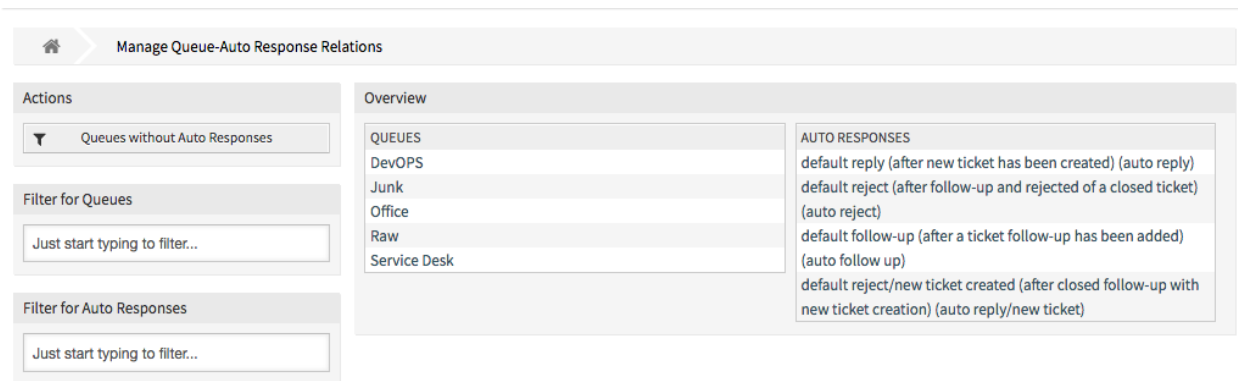 Manage Queue-Auto Response Relations
Actions
Queues without Auto Responses
Filter for Queues
Just start typing to filter...
Filter for Auto Responses
Just start typing to filter...
Overview
QUEUES
DevOPS
Junk
Office
Raw
Service Desk
AUTO RESPONSES
default reply (after new ticket has been created) (auto reply)
default reject (after follow-up and rejected of a closed ticket)
(auto reject)
default follow-up (after a ticket follow-up has been added)
(auto follow up)
default reject/new ticket created (after closed follow-up with
new ticket creation) (auto reply/new ticket)